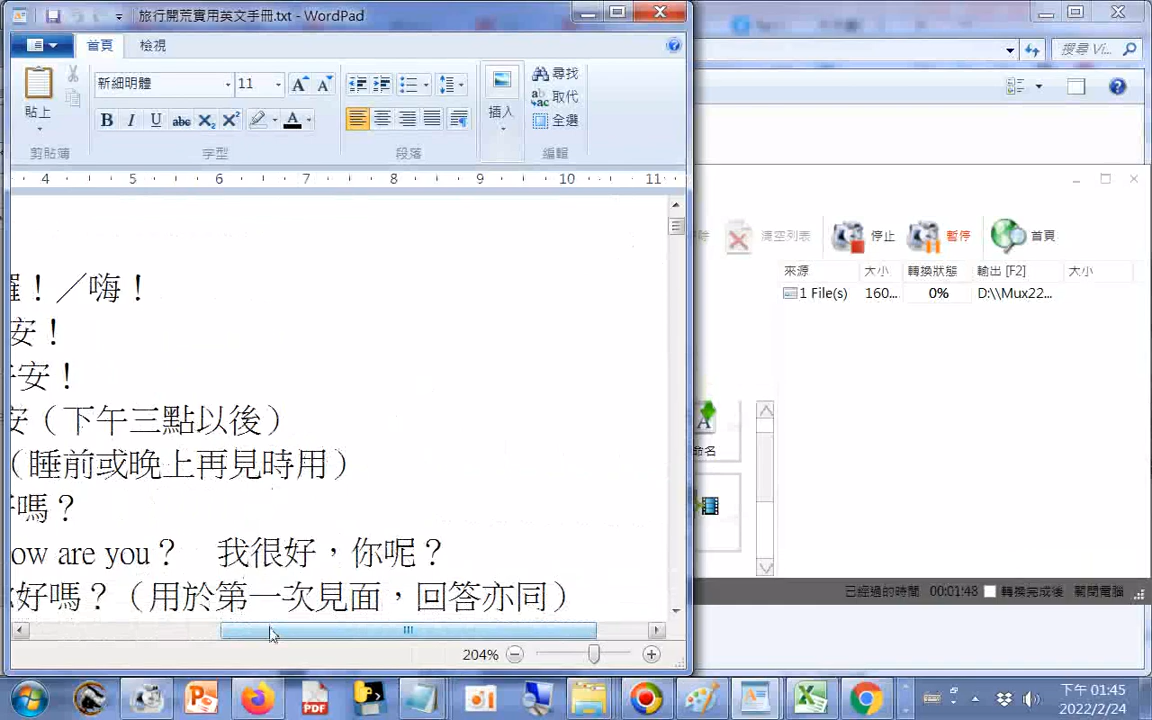 旅行開荒實用英文手冊.txt - WordPad
首頁 檢視
搜尋 Vi...
新細明體 11
貼上
插入
尋找
取代
全選
剪貼簿 字型 段落 編輯
4 5 6 7 8 9 10 11
清空列表 停止 暫停 首頁
來源 大小 轉換狀態 輸出 [F2] 大小
1 File(s) 160... 0% D:\\Mux22...
！／嗨！
安！
安！
安（下午三點以後）
（睡前或晚上再見時用）
嗎？
ow are you？ 我很好，你呢？
好嗎？（用於第一次見面，回答亦同）
命名
已經過的時間 00:01:48 轉換完成後 關閉電腦
204%
下午 01:45
2022/2/24